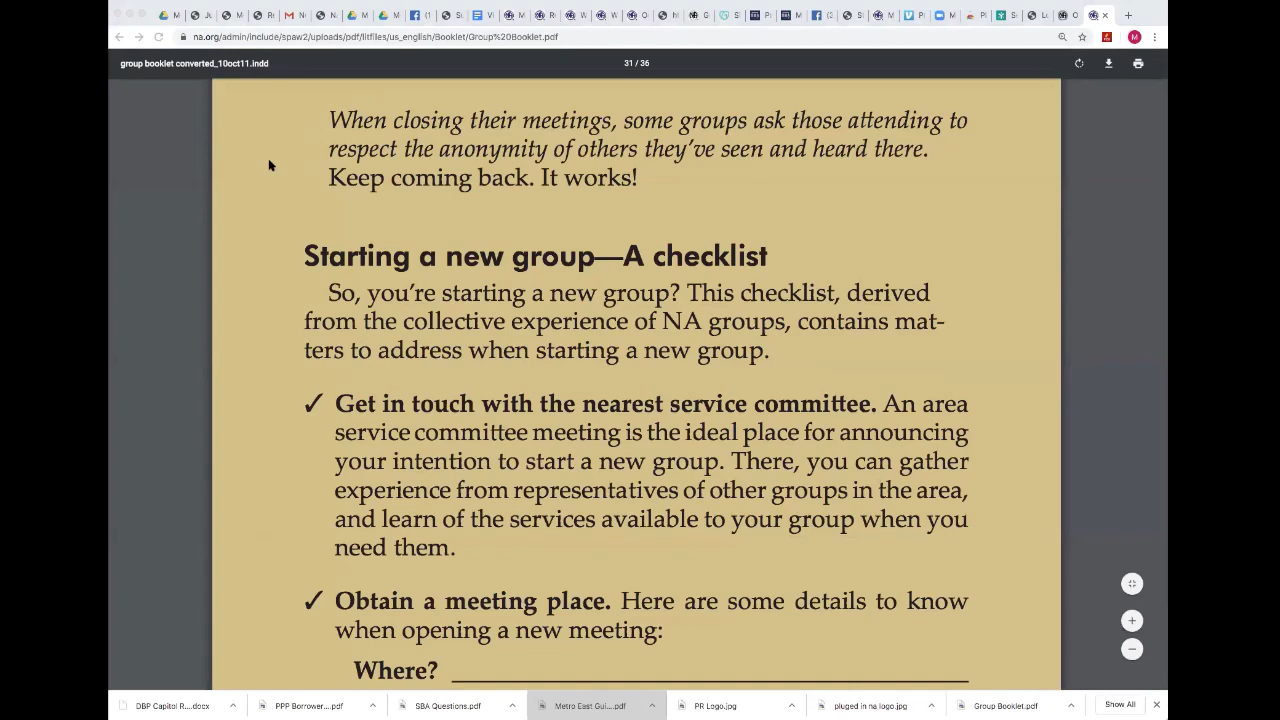 na.org/admin/include/spaw2/uploads/pdf/litfiles/us_english/Booklet/Group%20Booklet.pdf
M
group booklet converted_10oct11.indd
31 / 36
When closing their meetings, some groups ask those attending to
respect the anonymity of others they've seen and heard there.
Keep coming back. It works!
Starting a new group—A checklist
So, you're starting a new group? This checklist, derived
from the collective experience of NA groups, contains mat-
ters to address when starting a new group.
✓ Get in touch with the nearest service committee. An area
service committee meeting is the ideal place for announcing
your intention to start a new group. There, you can gather
experience from representatives of other groups in the area,
and learn of the services available to your group when you
need them.
✓ Obtain a meeting place. Here are some details to know
when opening a new meeting:
Where?
DBP Capitol R....docx
PPP Borrower....pdf
SBA Questions.pdf
Metro East Gui....pdf
PR Logo.jpg
pluged in na logo.jpg
Group Booklet.pdf
Show All